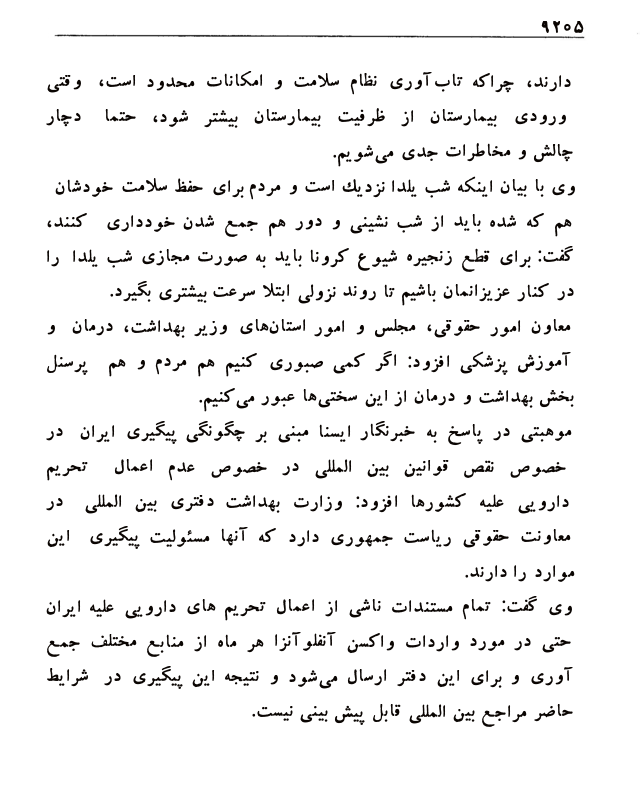 ۹۲۰۵
دارند، چراکه تاب‌آوری نظام سلامت و امکانات محدود است، وقتی
ورودی بیمارستان از ظرفیت بیمارستان بیشتر شود، حتما دچار
چالش و مخاطرات جدی می‌شویم.
وی با بیان اینکه شب یلدا نزدیك است و مردم برای حفظ سلامت خودشان
هم که شده باید از شب نشینی و دور هم جمع شدن خودداری کنند،
گفت: برای قطع زنجیره شیوع کرونا باید به صورت مجازی شب یلدا را
در کنار عزیزانمان باشیم تا روند نزولی ابتلا سرعت بیشتری بگیرد.
معاون امور حقوقی، مجلس و امور استان‌های وزیر بهداشت، درمان و
آموزش پزشکی افزود: اگر کمی صبوری کنیم هم مردم و هم پرسنل
بخش بهداشت و درمان از این سختی‌ها عبور می‌کنیم.
موهبتی در پاسخ به خبرنگار ایسنا مبنی بر چگونگی پیگیری ایران در
خصوص نقص قوانین بین المللی در خصوص عدم اعمال تحریم
دارویی علیه کشورها افزود: وزارت بهداشت دفتری بین المللی در
معاونت حقوقی ریاست جمهوری دارد که آنها مسئولیت پیگیری این
موارد را دارند.
وی گفت: تمام مستندات ناشی از اعمال تحریم های دارویی علیه ایران
حتی در مورد واردات واکسن آنفلوآنزا هر ماه از منابع مختلف جمع
آوری و برای این دفتر ارسال می‌شود و نتیجه این پیگیری در شرایط
حاضر مراجع بین المللی قابل پیش بینی نیست.